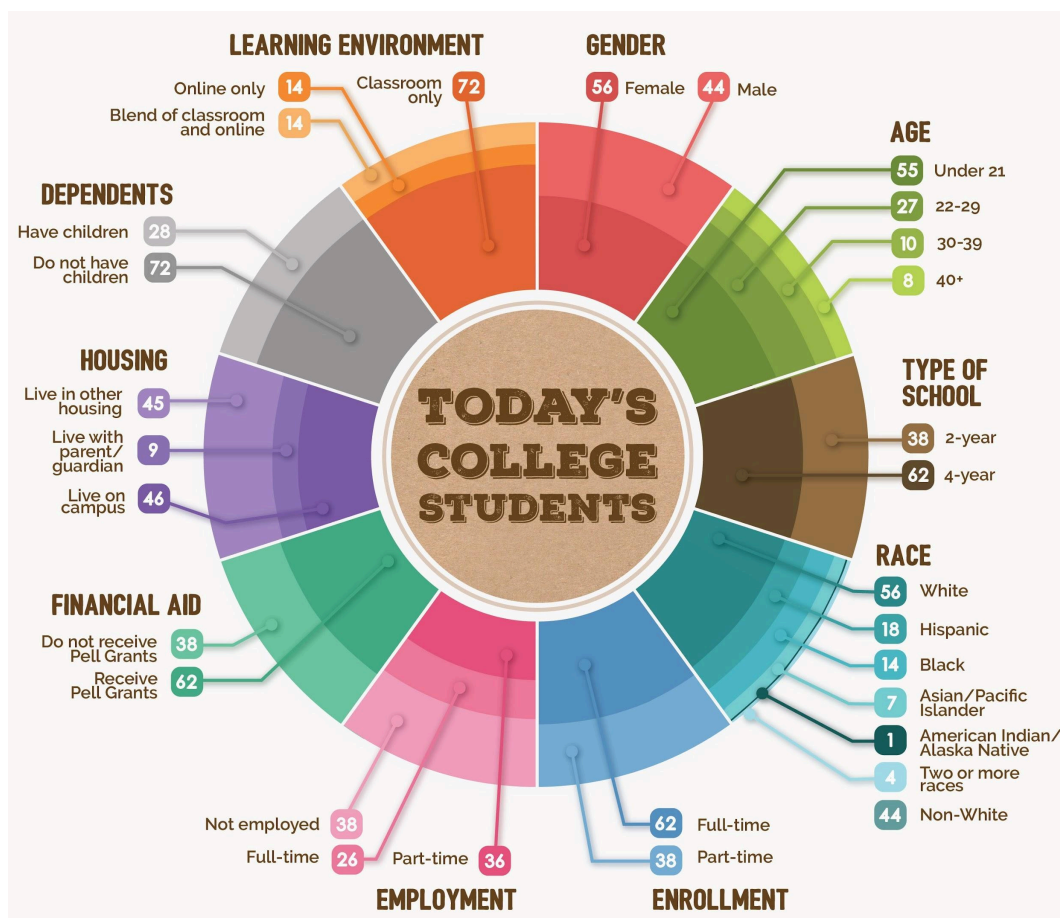 LEARNING ENVIRONMENT
Online only 14
Blend of classroom
and online 14
Classroom
only 72
GENDER
56 Female 44 Male
AGE
55 Under 21
27 22-29
10 30-39
8 40+
DEPENDENTS
Have children 28
Do not have
children 72
HOUSING
Live in other
housing 45
Live with
parent/
guardian 9
Live on
campus 46
TODAY'S
COLLEGE
STUDENTS
TYPE OF
SCHOOL
38 2-year
62 4-year
RACE
56 White
18 Hispanic
14 Black
7 Asian/Pacific
Islander
1 American Indian/
Alaska Native
4 Two or more
races
44 Non-White
FINANCIAL AID
Do not receive
Pell Grants 38
Receive
Pell Grants 62
Not employed 38
Full-time 26
Part-time 36
EMPLOYMENT
62 Full-time
38 Part-time
ENROLLMENT